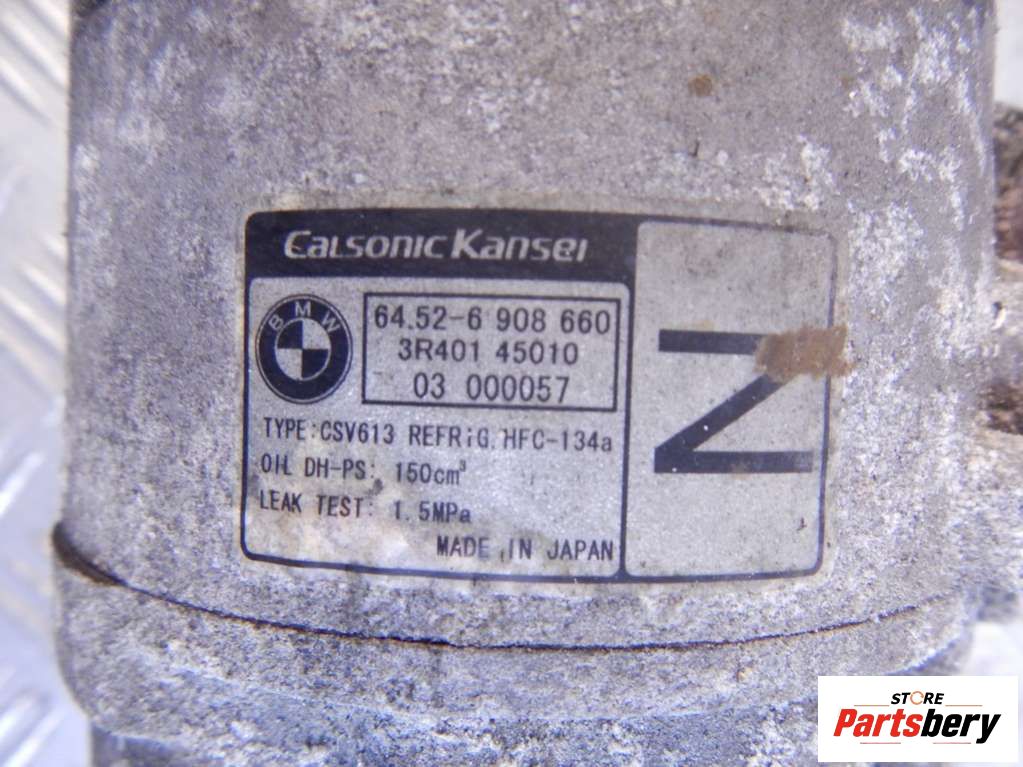 Calsonic Kansei
BMW
64.52-6 908 660
3R401 45010
03 000057
TYPE:CSV613 REFRIG.HFC-134a
OIL DH-PS: 150cm³
LEAK TEST: 1.5MPa
MADE IN JAPAN
Z
STORE
Partsbery